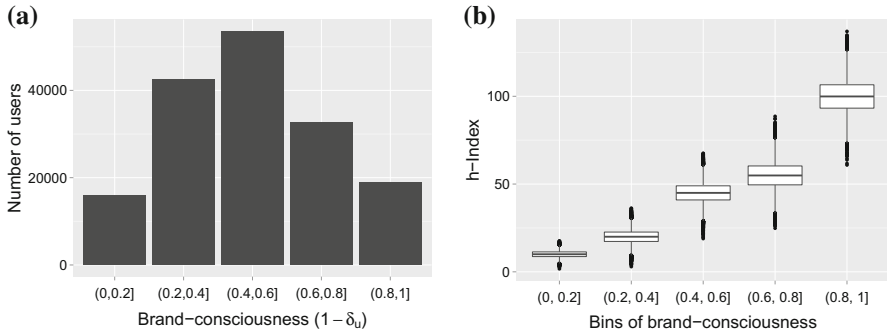 (a)
Number of users
40000
20000
0
(0,0.2]
(0.2,0.4]
(0.4,0.6]
(0.6,0.8]
(0.8,1]
Brand−consciousness (1 − δu)
(b)
h−Index
100
50
0
(0, 0.2]
(0.2, 0.4]
(0.4, 0.6]
(0.6, 0.8]
(0.8, 1]
Bins of brand−consciousness